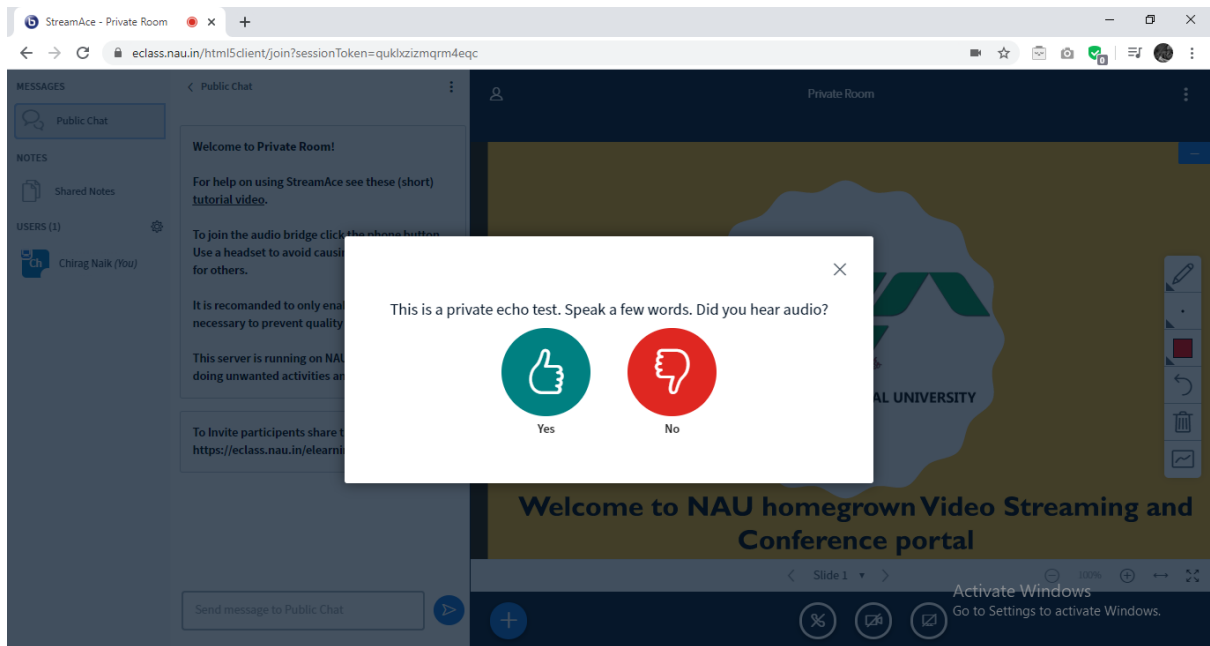 StreamAce - Private Room
eclass.nau.in/html5client/join?sessionToken=quklxzizmqrm4eqc
0
MESSAGES
Public Chat
NOTES
Shared Notes
USERS (1)
Ch
Chirag Naik (You)
Public Chat
Welcome to Private Room!
For help on using StreamAce see these (short)
tutorial video.
To join the audio bridge click the phone button.
Use a headset to avoid causin
for others.
It is recomanded to only enal
necessary to prevent quality
This server is running on NAU
doing unwanted activities an
To Invite participants share t
https://eclass.nau.in/elearni
Send message to Public Chat
Private Room
This is a private echo test. Speak a few words. Did you hear audio?
Yes
No
AL UNIVERSITY
Welcome to NAU homegrown Video Streaming and
Conference portal
Slide 1
100%
Activate Windows
Go to Settings to activate Windows.